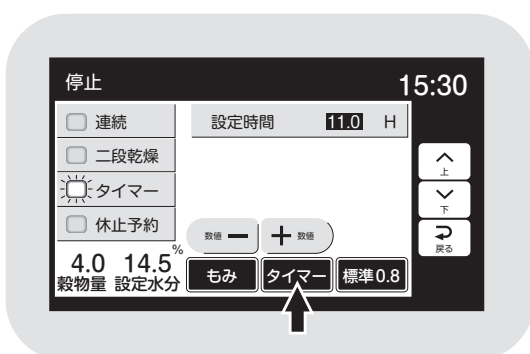 停止 15:30
連続
設定時間 11.0 H
二段乾燥
タイマー
休止予約
上
下
戻る
数値 − + 数値
4.0 14.5%
穀物量 設定水分
もみ タイマー 標準0.8